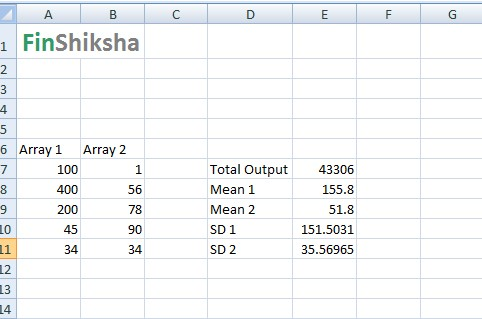 A B C D E F G
1 FinShiksha
2
3
4
5
6 Array 1 Array 2
7 100 1 Total Output 43306
8 400 56 Mean 1 155.8
9 200 78 Mean 2 51.8
10 45 90 SD 1 151.5031
11 34 34 SD 2 35.56965
12
13
14